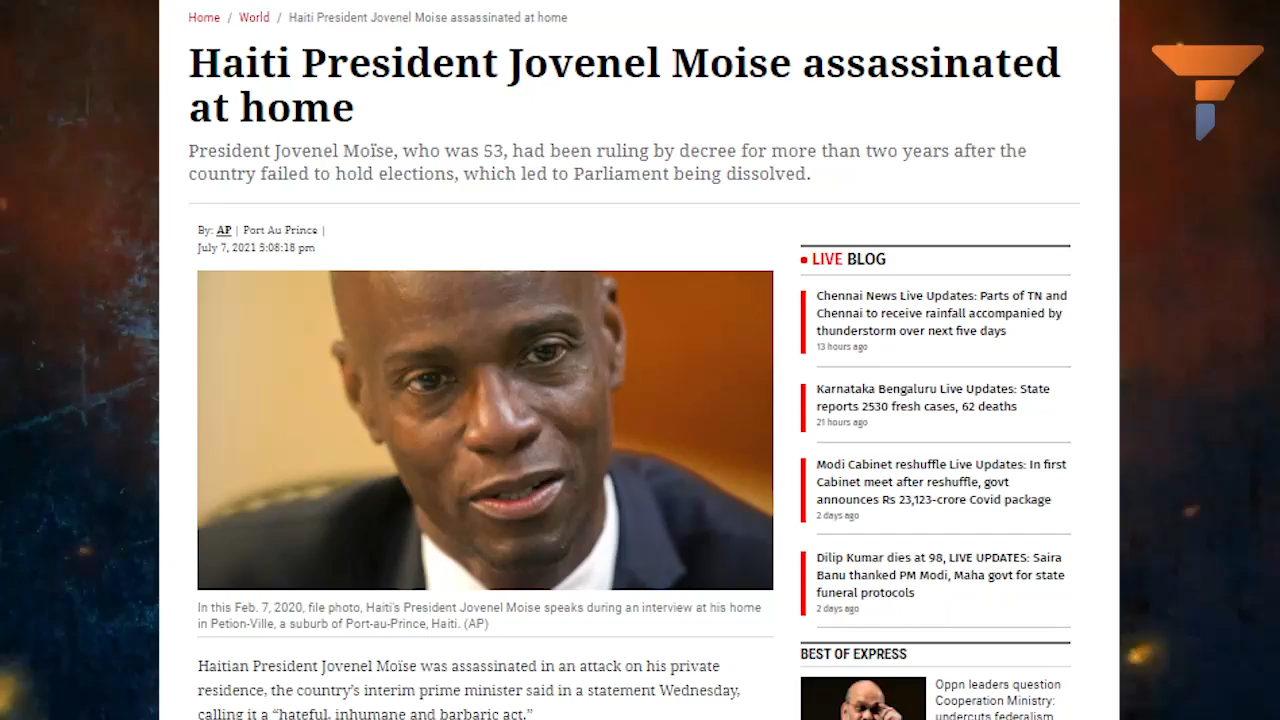 Home / World / Haiti President Jovenel Moise assassinated at home
Haiti President Jovenel Moise assassinated
at home
President Jovenel Moïse, who was 53, had been ruling by decree for more than two years after the
country failed to hold elections, which led to Parliament being dissolved.
By: AP | Port Au Prince |
July 7, 2021 5:08:18 pm
In this Feb. 7, 2020, file photo, Haiti's President Jovenel Moise speaks during an interview at his home
in Petion-Ville, a suburb of Port-au-Prince, Haiti. (AP)
Haitian President Jovenel Moïse was assassinated in an attack on his private
residence, the country's interim prime minister said in a statement Wednesday,
calling it a “hateful, inhumane and barbaric act.”
LIVE BLOG
Chennai News Live Updates: Parts of TN and
Chennai to receive rainfall accompanied by
thunderstorm over next five days
13 hours ago
Karnataka Bengaluru Live Updates: State
reports 2530 fresh cases, 62 deaths
21 hours ago
Modi Cabinet reshuffle Live Updates: In first
Cabinet meet after reshuffle, govt
announces Rs 23,123-crore Covid package
2 days ago
Dilip Kumar dies at 98, LIVE UPDATES: Saira
Banu thanked PM Modi, Maha govt for state
funeral protocols
2 days ago
BEST OF EXPRESS
Oppn leaders question
Cooperation Ministry:
undercuts federalism